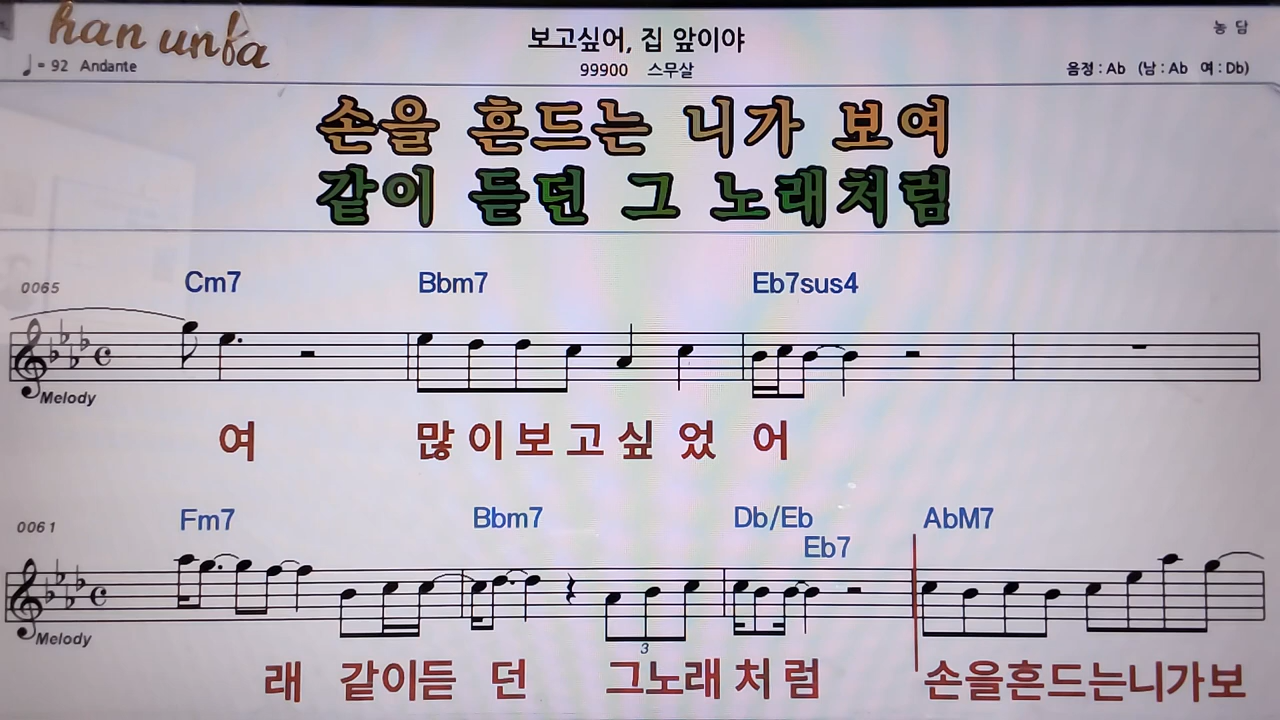 han unfa
보고싶어, 집 앞이야
농 담
♩= 92 Andante
99900 스무살
음정 : Ab (남 : Ab 여 : Db)
손을 흔드는 니가 보여
같이 듣던 그 노래처럼
0065
Cm7 Bbm7 Eb7sus4
Melody
여 많이보고싶었어
0061
Fm7 Bbm7 Db/Eb AbM7
Eb7
Melody
3
래 같이듣던 그노래처럼 손을흔드는니가보